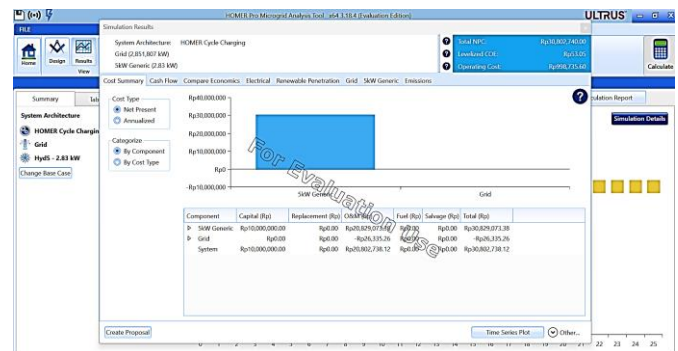 HOMER Pro Microgrid Analysis Tool x64 3.18.4 (Evaluation Edition)
ULTRUS
FILE
Home
Design
Results
View
Calculate
Simulation Results
System Architecture:
HOMER Cycle Charging
Grid (2,851,807 kW)
5kW Generic (2.83 kW)
Total NPC:
Rp30,802,740.00
Levelized COE:
Rp53.05
Operating Cost:
Rp998,235.60
Cost Summary Cash Flow Compare Economics Electrical Renewable Penetration Grid 5kW Generic Emissions
Summary
System Architecture
HOMER Cycle Chargin
Grid
Hyd5 - 2.83 kW
Change Base Case
Cost Type
Net Present
Annualized
Categorize
By Component
By Cost Type
Rp40,000,000
Rp30,000,000
Rp20,000,000
Rp10,000,000
Rp0
-Rp10,000,000
5kW Generic
Grid
For Evaluation Use
ulation Report
Simulation Details
Component Capital (Rp) Replacement (Rp) O&M (Rp) Fuel (Rp) Salvage (Rp) Total (Rp)
5kW Generic Rp10,000,000.00 Rp0.00 Rp20,829,073.38 Rp0.00 Rp0.00 Rp30,829,073.38
Grid Rp0.00 Rp0.00 -Rp26,335.26 Rp0.00 Rp0.00 -Rp26,335.26
System Rp10,000,000.00 Rp0.00 Rp20,802,738.12 Rp0.00 Rp0.00 Rp30,802,738.12
Create Proposal
Time Series Plot
Other...
22 23 24 25